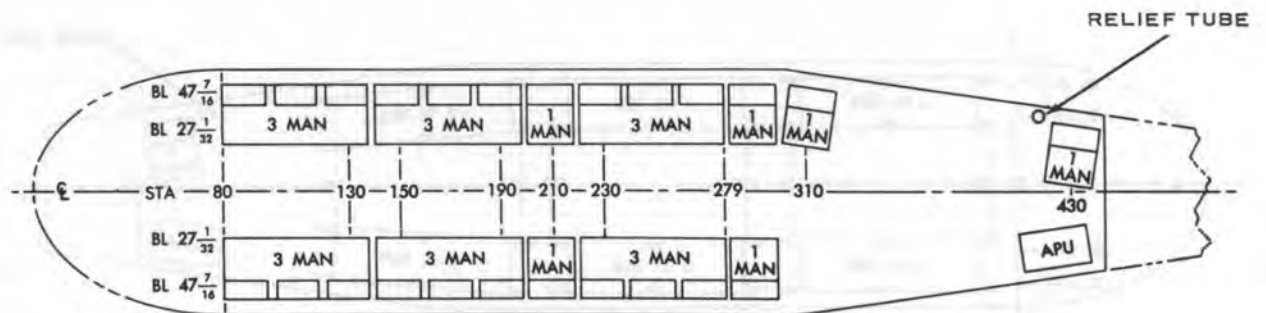 RELIEF TUBE
BL 47 7/16
BL 27 1/32
3 MAN 3 MAN 1 MAN 3 MAN 1 MAN 1 MAN
1 MAN
℄ STA 80 130 150 190 210 230 279 310 430
BL 27 1/32
3 MAN 3 MAN 1 MAN 3 MAN 1 MAN APU
BL 47 7/16